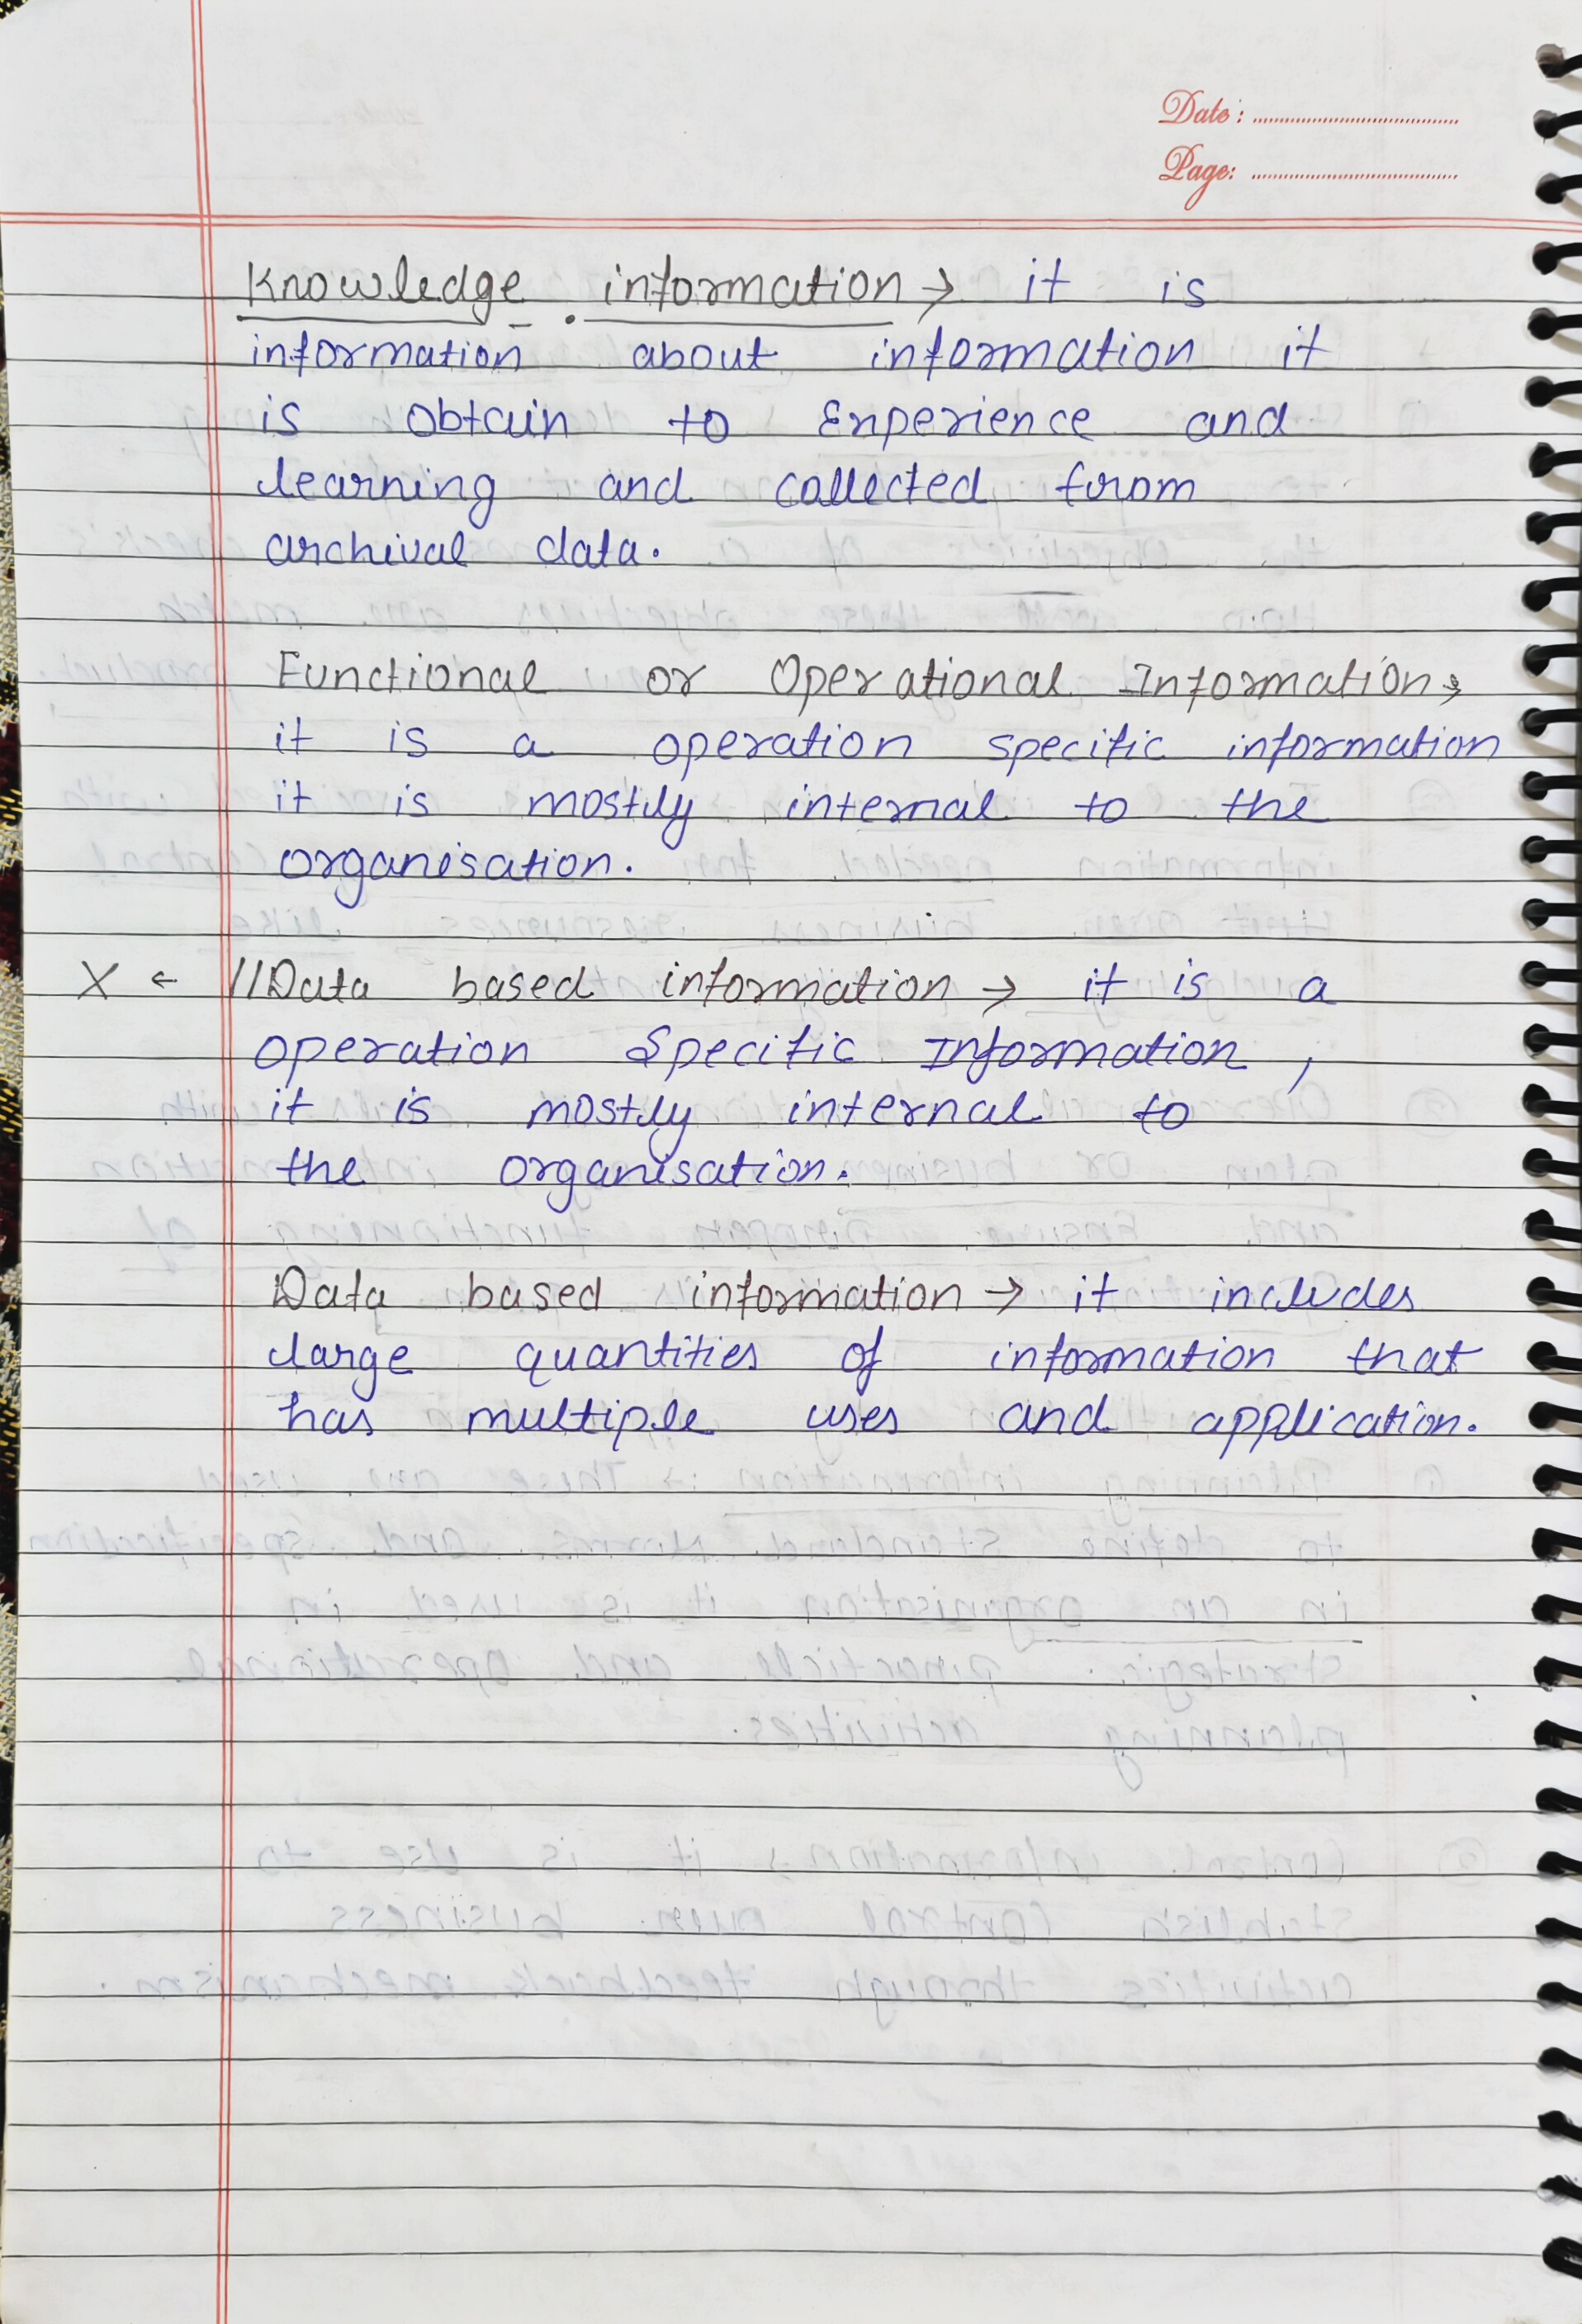 Date : ......................................
Page: ......................................
Knowledge information → it is
information about information it
is obtain to Experience and
learning and collected from
archival data.
Functional or Operational Information →
it is a operation specific information
it is mostly internal to the
organisation.
X ← //Data based information → it is a
operation Specific Information ,
it is mostly internal to
the organisation.
Data based information → it includes
large quantities of information that
has multiple uses and application.